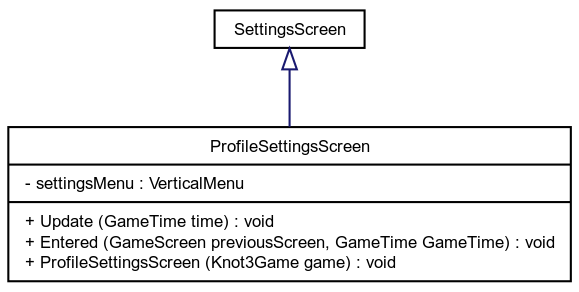 SettingsScreen
ProfileSettingsScreen
- settingsMenu : VerticalMenu
+ Update (GameTime time) : void
+ Entered (GameScreen previousScreen, GameTime GameTime) : void
+ ProfileSettingsScreen (Knot3Game game) : void